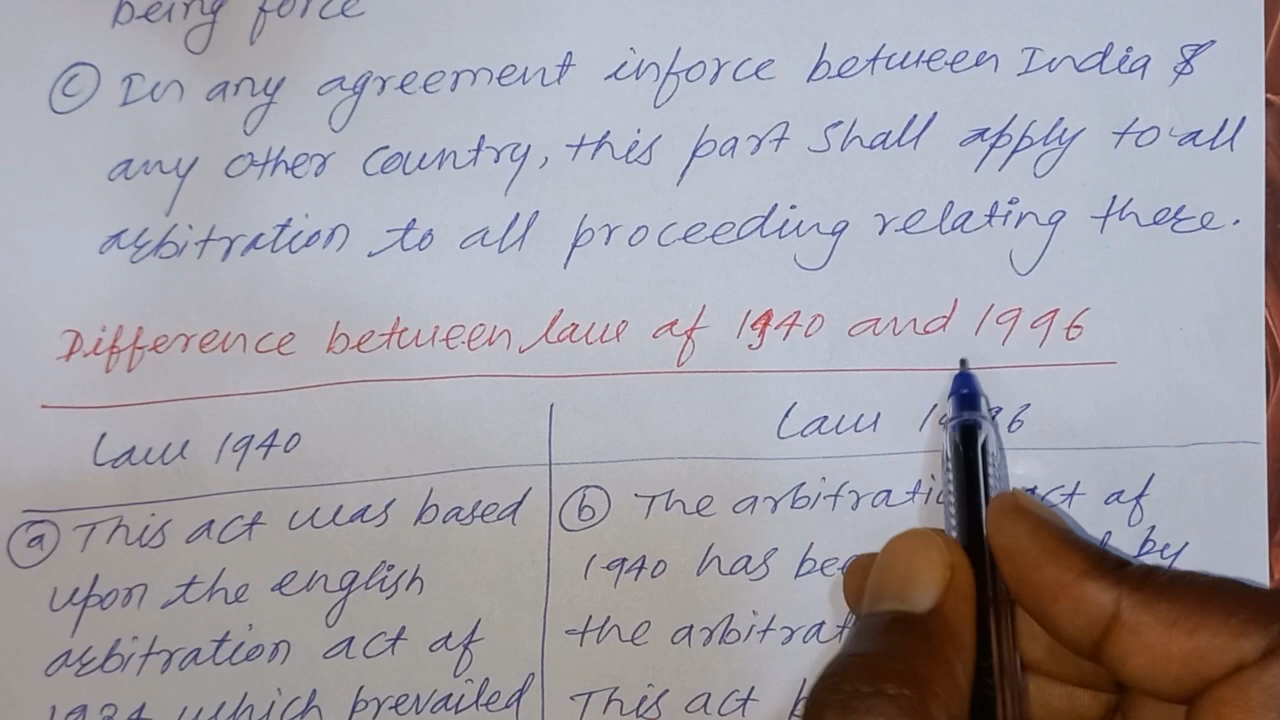 being force
(c) In any agreement inforce between India &
any other country, this part shall apply to all
arbitration to all proceeding relating there.
Difference between law of 1940 and 1996
Law 1940
Law 1996
(a) This act was based
upon the english
arbitration act of
1934 which prevailed
(b) The arbitration act of
1940 has been by
the
This act